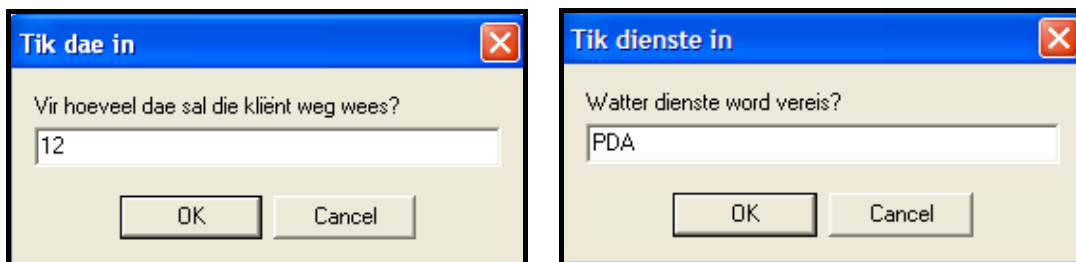 Tik dae in
Vir hoeveel dae sal die kliënt weg wees?
12
OK Cancel
Tik dienste in
Watter dienste word vereis?
PDA
OK Cancel